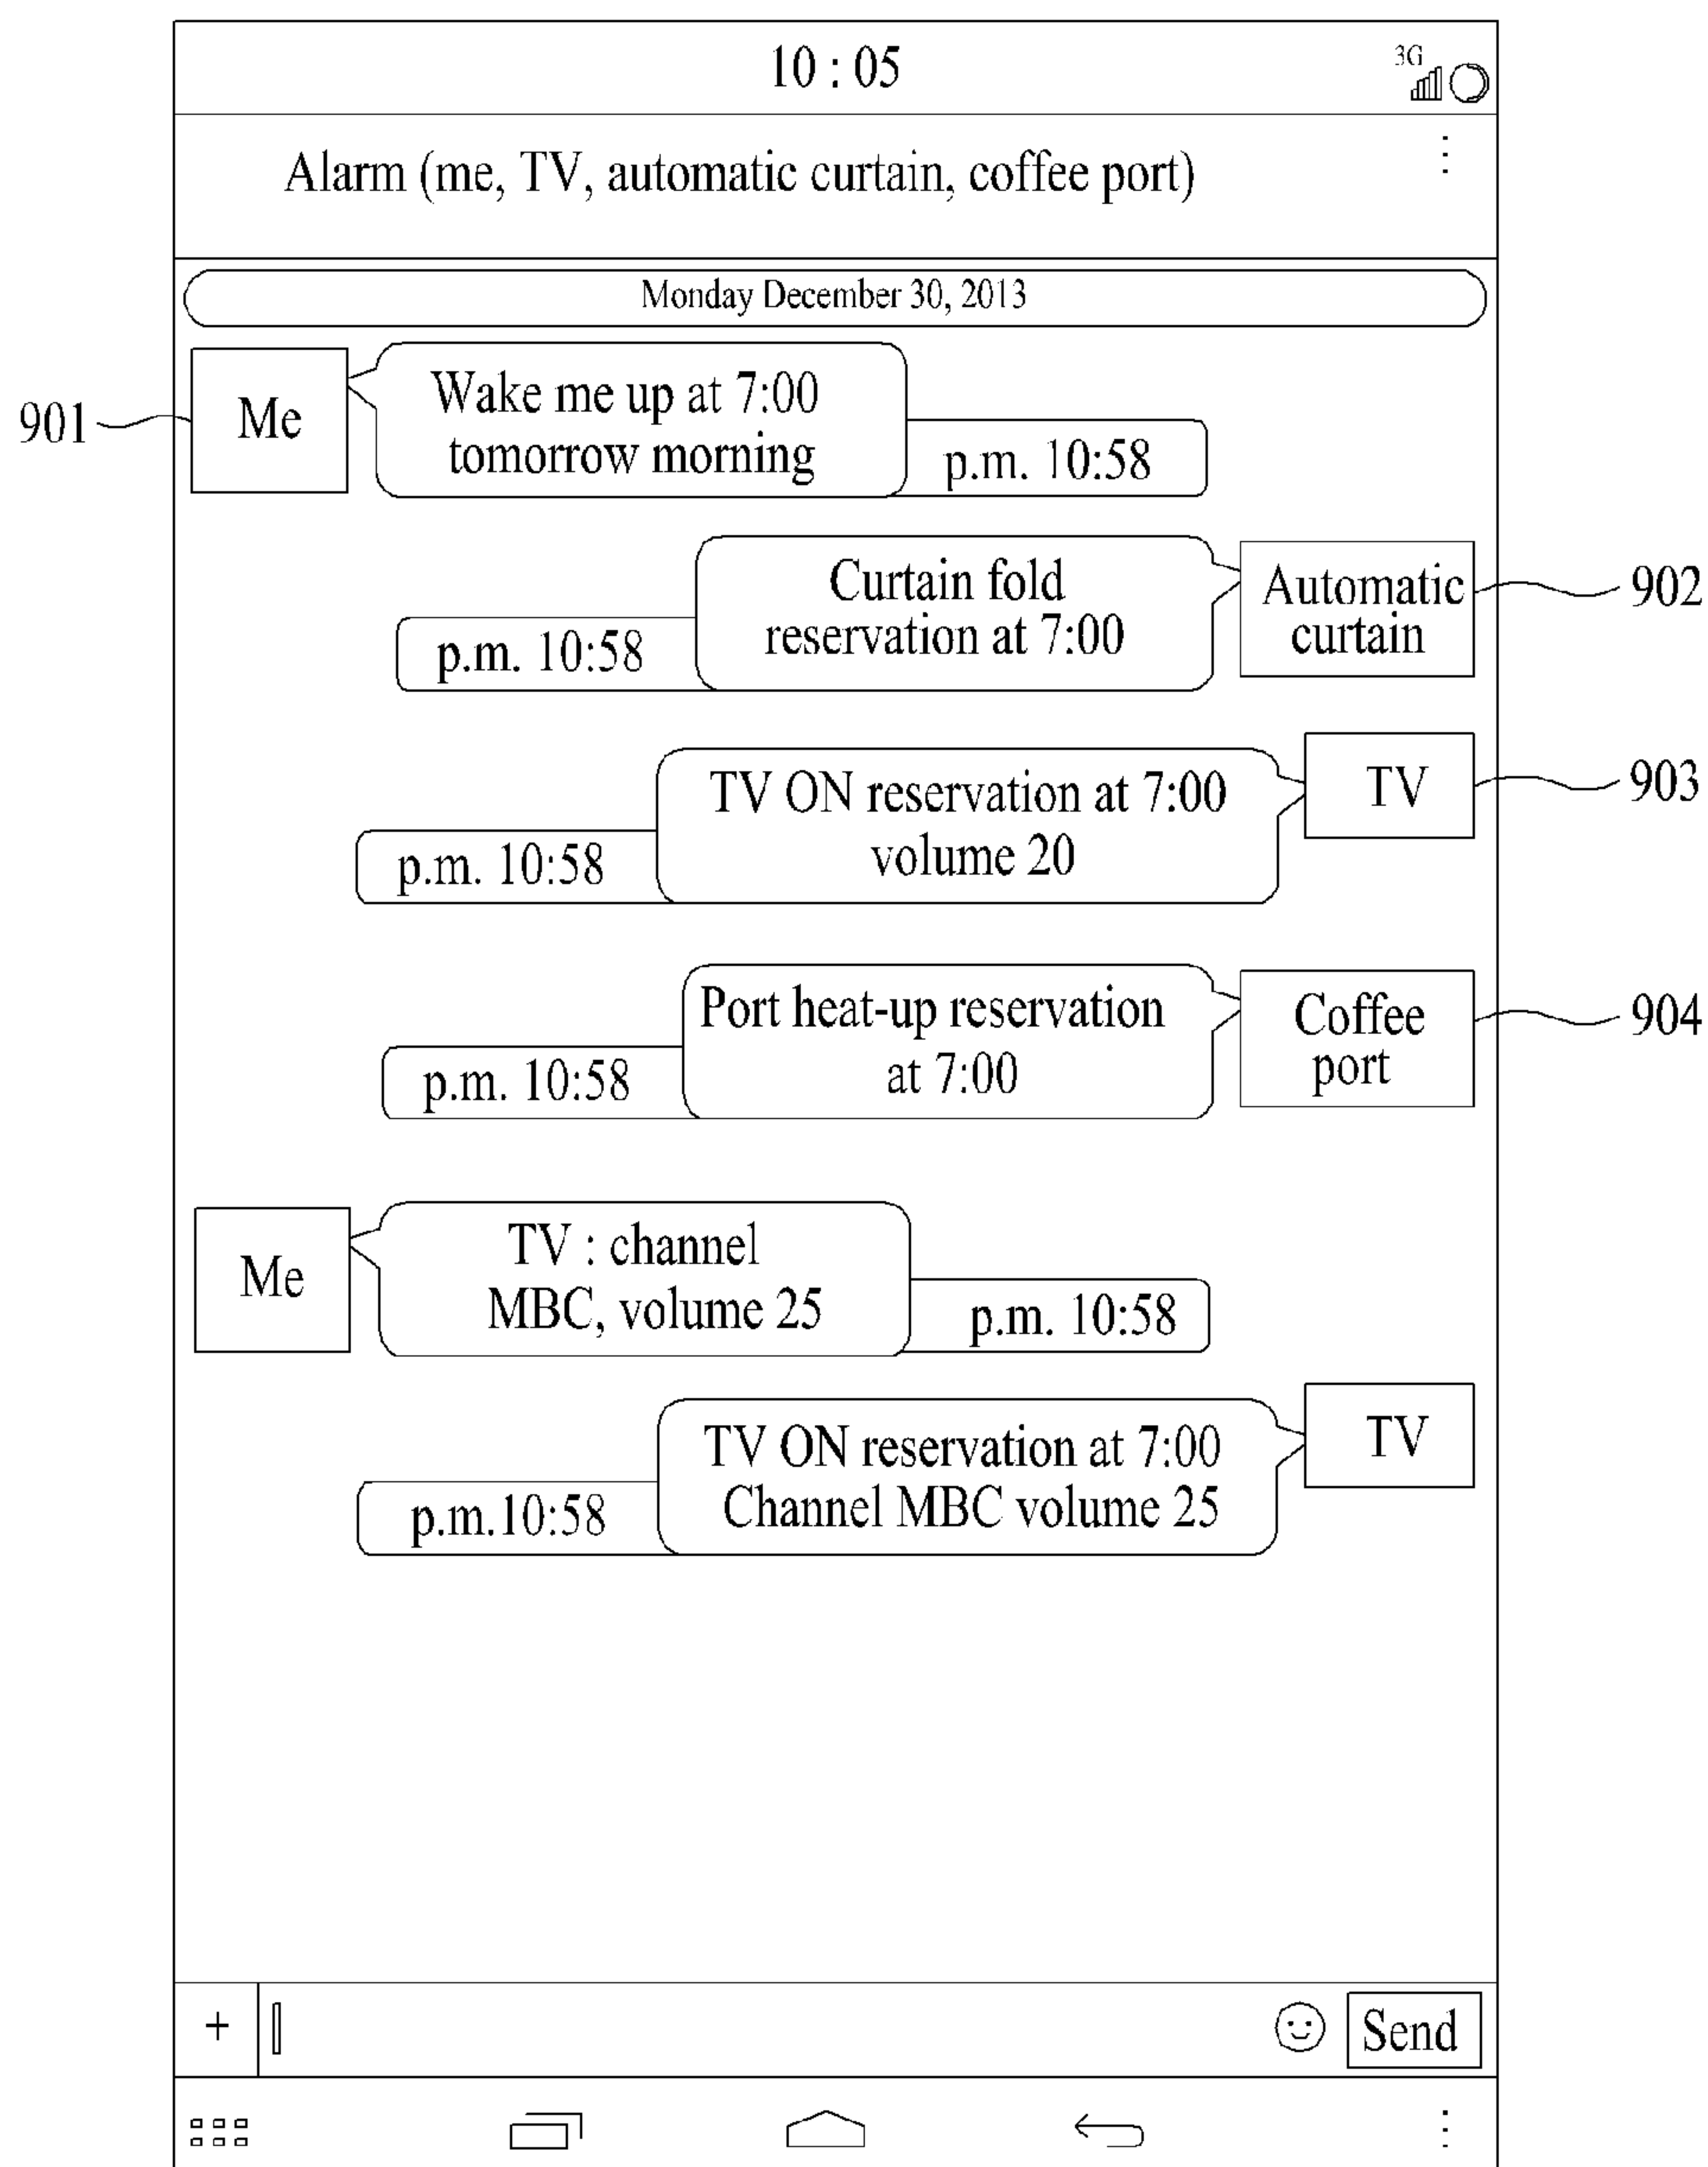 10 : 05
3G
Alarm (me, TV, automatic curtain, coffee port)
Monday December 30, 2013
901
Me
Wake me up at 7:00
tomorrow morning
p.m. 10:58
Curtain fold
reservation at 7:00
p.m. 10:58
Automatic
curtain
902
TV ON reservation at 7:00
volume 20
p.m. 10:58
TV
903
Port heat-up reservation
at 7:00
p.m. 10:58
Coffee
port
904
Me
TV : channel
MBC, volume 25
p.m. 10:58
TV ON reservation at 7:00
Channel MBC volume 25
p.m.10:58
TV
+
Send